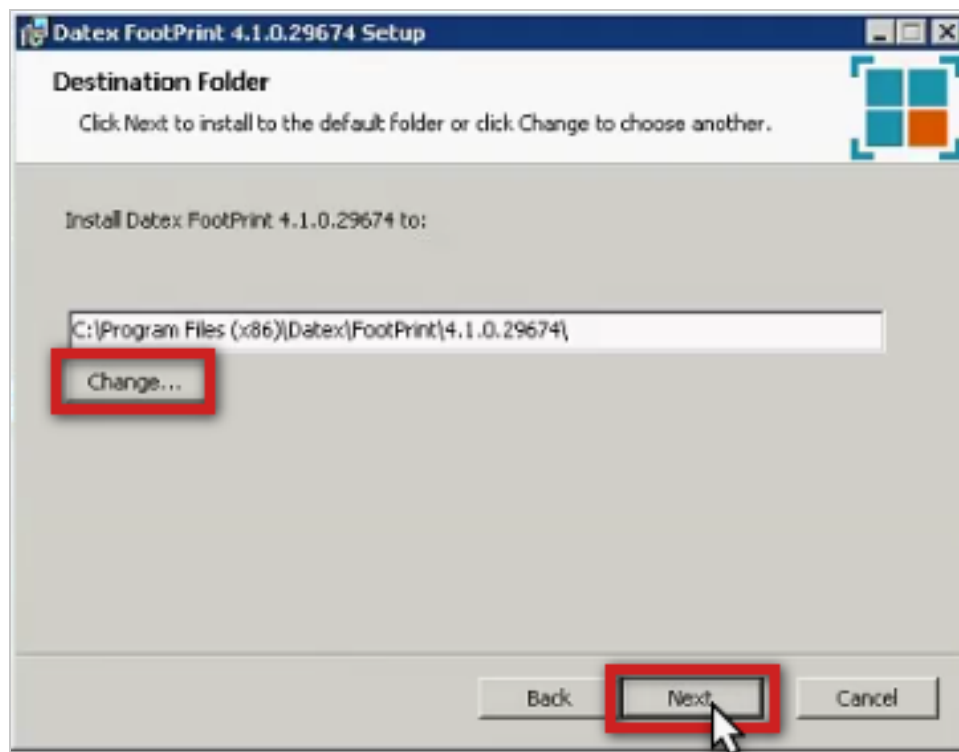 Datex FootPrint 4.1.0.29674 Setup
Destination Folder
Click Next to install to the default folder or click Change to choose another.
Install Datex FootPrint 4.1.0.29674 to:
C:\Program Files (x86)\Datex\FootPrint\4.1.0.29674\
Change...
Back Next Cancel